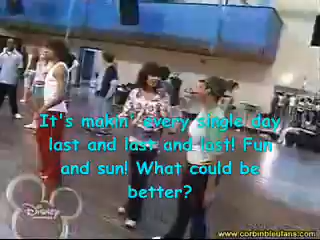 It's makin' every single day
last and last and last! Fun
and sun! What could be
better?
Disney
www.corbinbleufans.com